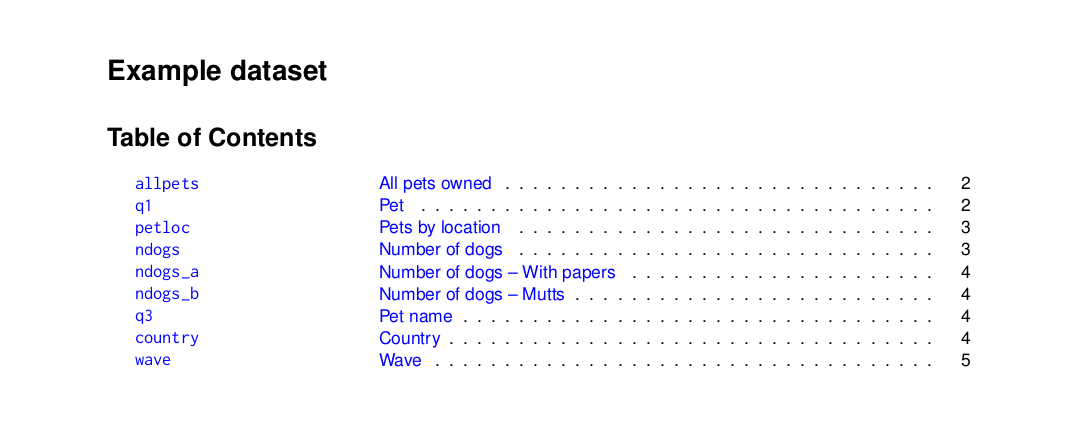 Example dataset
Table of Contents
allpets All pets owned . . . . . . . . . . . . . . . . . . . . . . . . . . . . . . . 2
q1 Pet . . . . . . . . . . . . . . . . . . . . . . . . . . . . . . . . . . . . . 2
petloc Pets by location . . . . . . . . . . . . . . . . . . . . . . . . . . . . . . 3
ndogs Number of dogs . . . . . . . . . . . . . . . . . . . . . . . . . . . . . . 3
ndogs_a Number of dogs – With papers . . . . . . . . . . . . . . . . . . . . . . 4
ndogs_b Number of dogs – Mutts . . . . . . . . . . . . . . . . . . . . . . . . . . 4
q3 Pet name . . . . . . . . . . . . . . . . . . . . . . . . . . . . . . . . . . 4
country Country . . . . . . . . . . . . . . . . . . . . . . . . . . . . . . . . . . . 4
wave Wave . . . . . . . . . . . . . . . . . . . . . . . . . . . . . . . . . . . . 5